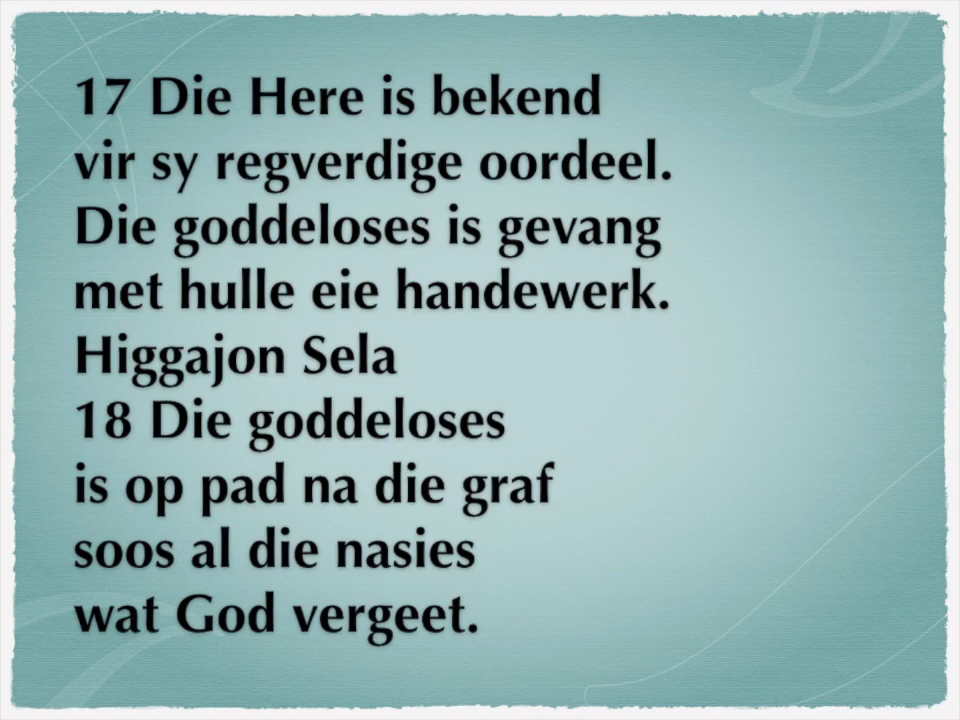 17 Die Here is bekend
vir sy regverdige oordeel.
Die goddeloses is gevang
met hulle eie handewerk.
Higgajon Sela
18 Die goddeloses
is op pad na die graf
soos al die nasies
wat God vergeet.